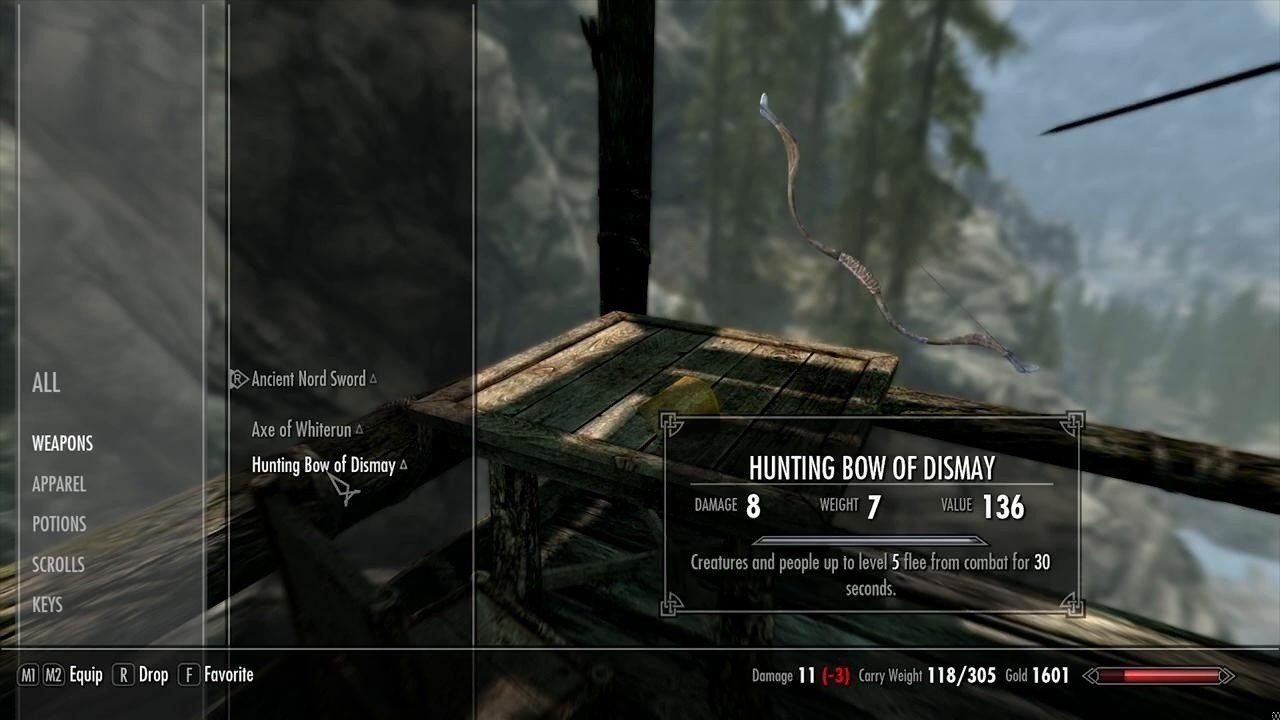 ALL
WEAPONS
APPAREL
POTIONS
SCROLLS
KEYS
R Ancient Nord Sword
Axe of Whiterun
Hunting Bow of Dismay
HUNTING BOW OF DISMAY
DAMAGE 8 WEIGHT 7 VALUE 136
Creatures and people up to level 5 flee from combat for 30
seconds.
M1 M2 Equip R Drop F Favorite Damage 11 (-3) Carry Weight 118/305 Gold 1601